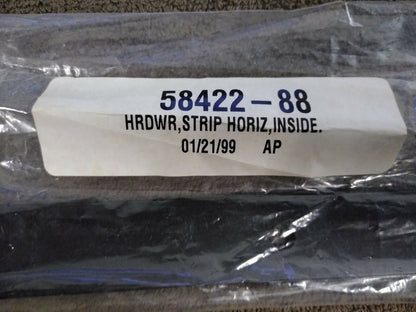 58422-88
HRDWR,STRIP HORIZ,INSIDE.
01/21/99 AP